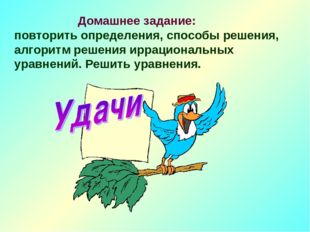 Домашнее задание:
повторить определения, способы решения,
алгоритм решения иррациональных
уравнений. Решить уравнения.
Удачи